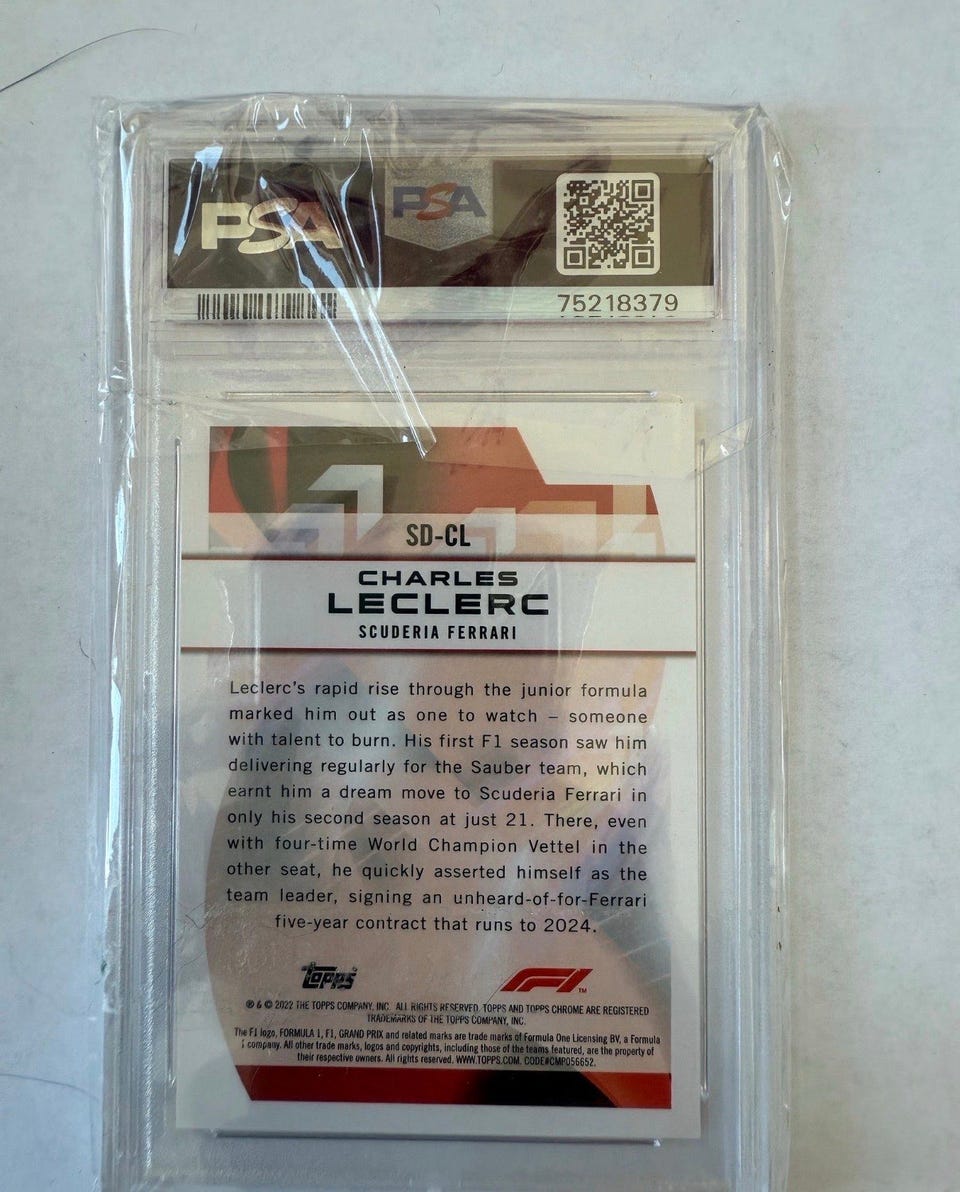 PSA
PSA
75218379
SD-CL
CHARLES
LECLERC
SCUDERIA FERRARI
Leclerc's rapid rise through the junior formula
marked him out as one to watch – someone
with talent to burn. His first F1 season saw him
delivering regularly for the Sauber team, which
earnt him a dream move to Scuderia Ferrari in
only his second season at just 21. There, even
with four-time World Champion Vettel in the
other seat, he quickly asserted himself as the
team leader, signing an unheard-of-for-Ferrari
five-year contract that runs to 2024.
Topps
F1 TM
℗ & © 2022 THE TOPPS COMPANY, INC. ALL RIGHTS RESERVED. TOPPS AND TOPPS CHROME ARE REGISTERED
TRADEMARKS OF THE TOPPS COMPANY, INC.
The F1 logo, FORMULA 1, F1, GRAND PRIX and related marks are trade marks of Formula One Licensing BV, a Formula
1 company. All other trade marks, logos and copyrights, including those of the teams featured, are the property of
their respective owners. All rights reserved. WWW.TOPPS.COM. CODE#CMP056652.